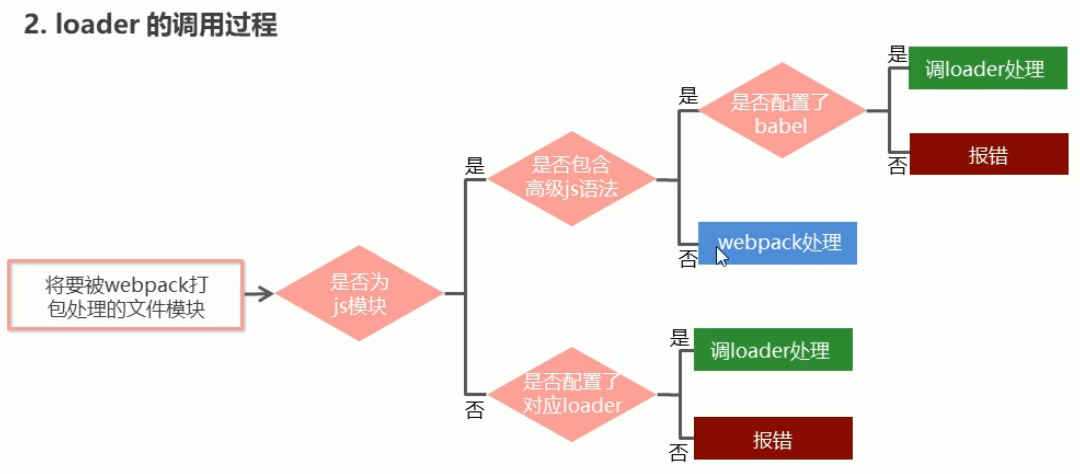 2. loader 的调用过程
是
调loader处理
是
是否配置了
babel
报错
否
是
是否包含
高级js语法
webpack处理
否
将要被webpack打
包处理的文件模块
是否为
js模块
是
调loader处理
是否配置了
对应loader
否
报错
否